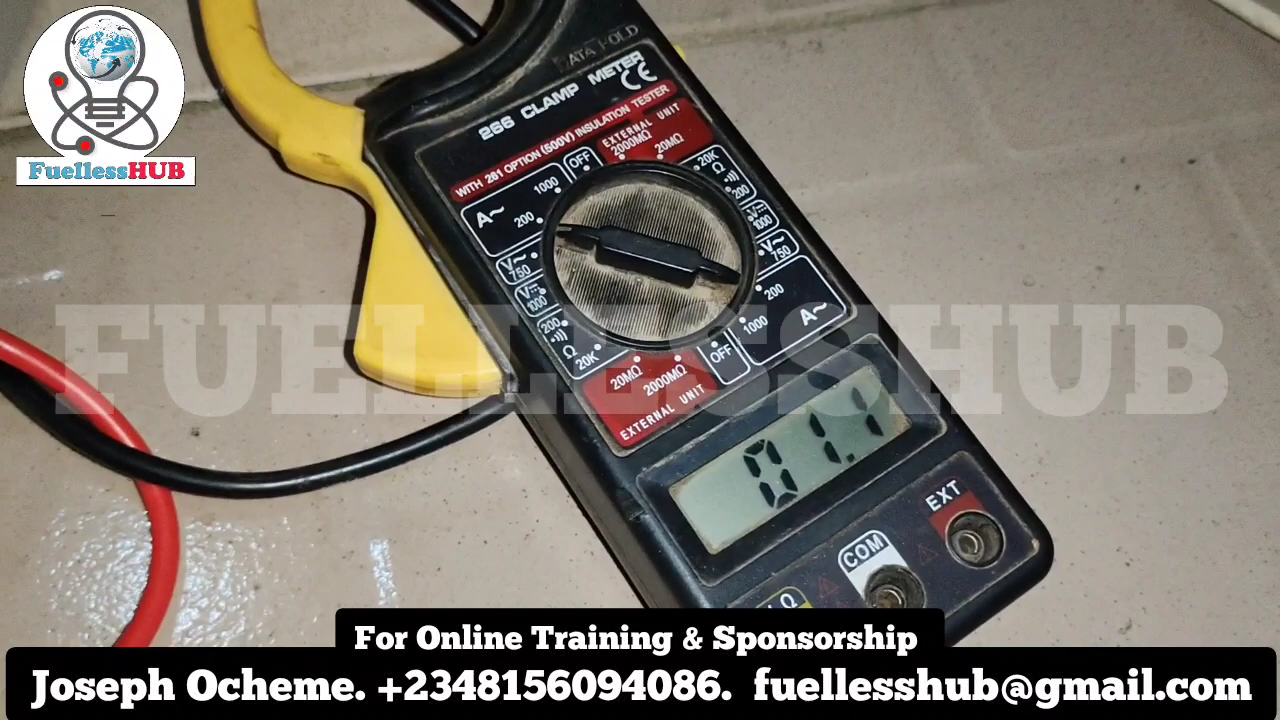 FuellessHUB
DATA HOLD
266 CLAMP METER
CE
WITH 261 OPTION (500V) INSULATION TESTER
EXTERNAL UNIT
2000MΩ
20MΩ
OFF
1000
A~
200
20K
Ω
200
V~
750
V⎓
1000
V⎓
1000
V~
750
200
Ω
20K
200
1000
A~
OFF
20MΩ
2000MΩ
EXTERNAL UNIT
FUELLESSHUB
01.1
EXT
COM
Ω
For Online Training & Sponsorship
Joseph Ocheme. +2348156094086. fuellesshub@gmail.com